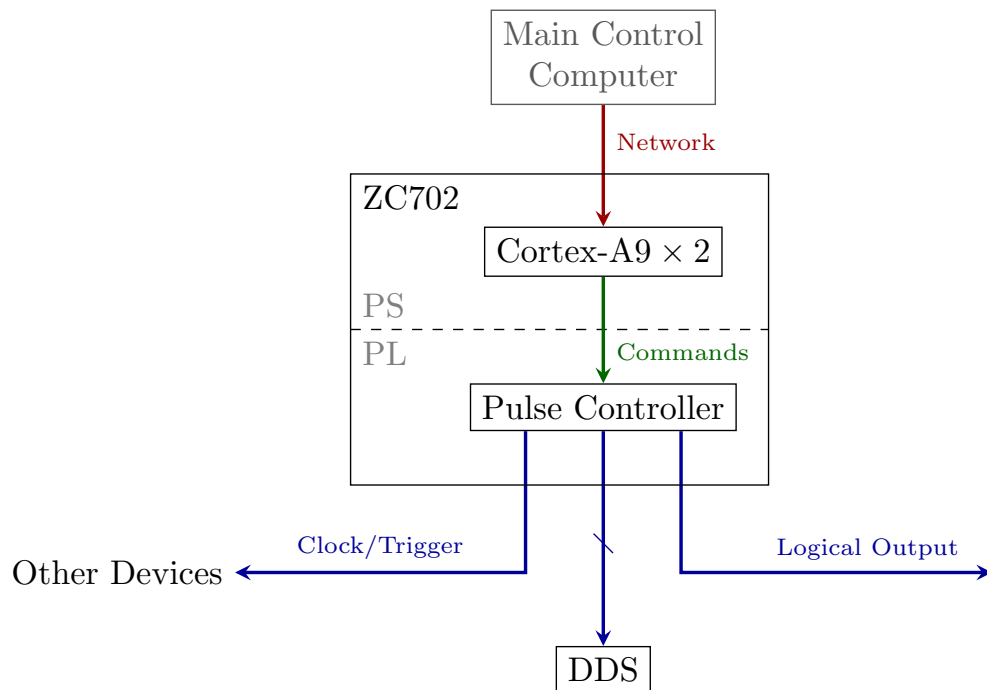 Main Control
Computer
Network
ZC702
Cortex-A9 × 2
PS
PL
Commands
Pulse Controller
Clock/Trigger
Logical Output
Other Devices
DDS